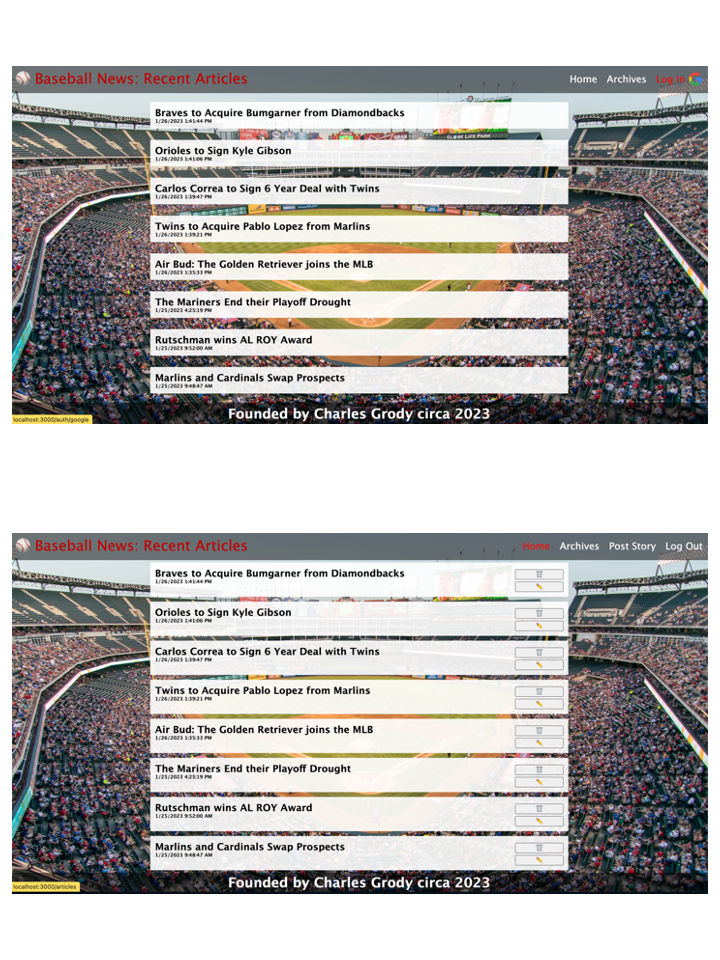 Baseball News: Recent Articles
Home Archives Log In
Braves to Acquire Bumgarner from Diamondbacks
1/26/2023 1:41:44 PM
GLOBE LIFE PARK
Orioles to Sign Kyle Gibson
1/26/2023 1:41:06 PM
Carlos Correa to Sign 6 Year Deal with Twins
1/26/2023 1:39:47 PM
Twins to Acquire Pablo Lopez from Marlins
1/26/2023 1:39:21 PM
Air Bud: The Golden Retriever joins the MLB
1/26/2023 1:35:33 PM
The Mariners End their Playoff Drought
1/25/2023 4:25:19 PM
Rutschman wins AL ROY Award
1/25/2023 9:52:00 AM
Marlins and Cardinals Swap Prospects
1/25/2023 9:48:47 AM
Founded by Charles Grody circa 2023
localhost:3000/auth/google
Baseball News: Recent Articles
Home Archives Post Story Log Out
Braves to Acquire Bumgarner from Diamondbacks
1/26/2023 1:41:44 PM
Orioles to Sign Kyle Gibson
1/26/2023 1:41:06 PM
Carlos Correa to Sign 6 Year Deal with Twins
1/26/2023 1:39:47 PM
Twins to Acquire Pablo Lopez from Marlins
1/26/2023 1:39:21 PM
Air Bud: The Golden Retriever joins the MLB
1/26/2023 1:35:33 PM
The Mariners End their Playoff Drought
1/25/2023 4:25:19 PM
Rutschman wins AL ROY Award
1/25/2023 9:52:00 AM
Marlins and Cardinals Swap Prospects
1/25/2023 9:48:47 AM
Founded by Charles Grody circa 2023
localhost:3000/articles